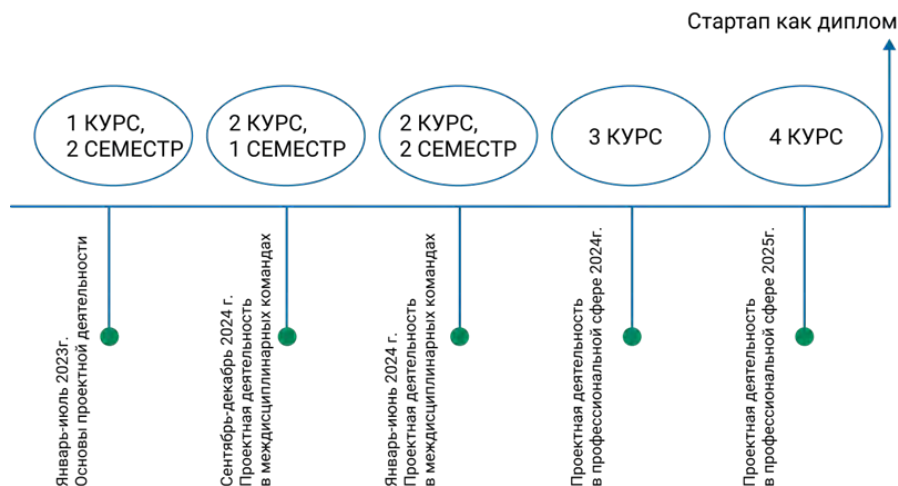 Стартап как диплом
1 КУРС,
2 СЕМЕСТР
2 КУРС,
1 СЕМЕСТР
2 КУРС,
2 СЕМЕСТР
3 КУРС
4 КУРС
Январь-июль 2023г.
Основы проектной деятельности
Сентябрь-декабрь 2024 г.
Проектная деятельность
в междисциплинарных командах
Январь-июнь 2024 г.
Проектная деятельность
в междисциплинарных командах
Проектная деятельность
в профессиональной сфере 2024г.
Проектная деятельность
в профессиональной сфере 2025г.